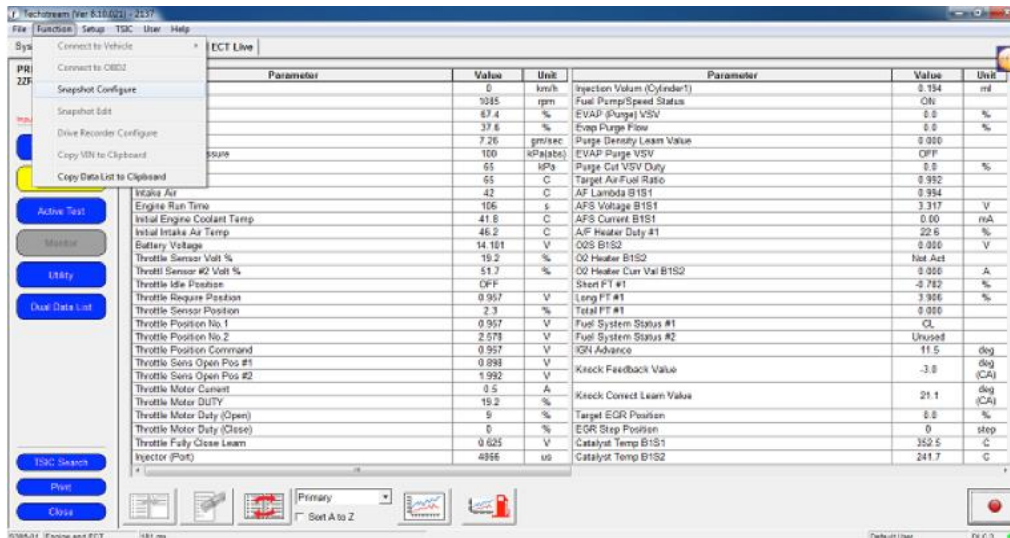 Techstream (Ver 8.10.021) - 2137
File Function Setup TSIC User Help
Connect to Vehicle
Connect to OBD2
Snapshot Configure
Snapshot Edit
Drive Recorder Configure
Copy VIN to Clipboard
Copy Data List to Clipboard
ECT Live
Active Test
Monitor
Utility
Dual Data List
TSIC Search
Print
Close
Parameter Value Unit Parameter Value Unit
0 km/h Injection Volum (Cylinder1) 0.194 ml
1085 rpm Fuel Pump/Speed Status ON
67.4 % EVAP (Purge) VSV 0.0 %
37.6 % Evap Purge Flow 0.0 %
7.26 gm/sec Purge Density Learn Value 0.000
100 kPa(abs) EVAP Purge VSV OFF
65 kPa Purge Cut VSV Duty 0.0 %
65 C Target Air-Fuel Ratio 0.992
Intake Air 42 C AF Lambda B1S1 0.994
Engine Run Time 106 s AFS Voltage B1S1 3.317 V
Initial Engine Coolant Temp 41.8 C AFS Current B1S1 0.00 mA
Initial Intake Air Temp 46.2 C A/F Heater Duty #1 22.6 %
Battery Voltage 14.101 V O2S B1S2 0.000 V
Throttle Sensor Volt % 19.2 % O2 Heater B1S2 Not Act
Throttl Sensor #2 Volt % 51.7 % O2 Heater Curr Val B1S2 0.000 A
Throttle Idle Position OFF Short FT #1 -0.782 %
Throttle Require Position 0.957 V Long FT #1 3.906 %
Throttle Sensor Position 2.3 % Total FT #1 0.000
Throttle Position No.1 0.957 V Fuel System Status #1 CL
Throttle Position No.2 2.578 V Fuel System Status #2 Unused
Throttle Position Command 0.957 V IGN Advance 11.5 deg
Throttle Sens Open Pos #1 0.898 V Knock Feedback Value -3.0 deg (CA)
Throttle Sens Open Pos #2 1.992 V
Throttle Motor Current 0.5 A Knock Correct Learn Value 21.1 deg (CA)
Throttle Motor DUTY 19.2 %
Throttle Motor Duty (Open) 9 % Target EGR Position 0.0 %
Throttle Motor Duty (Close) 0 % EGR Step Position 0 step
Throttle Fully Close Learn 0.625 V Catalyst Temp B1S1 352.5 C
Injector (Port) 4866 us Catalyst Temp B1S2 241.7 C
Primary
Sort A to Z
Engine and ECT
Default User
DLC 3